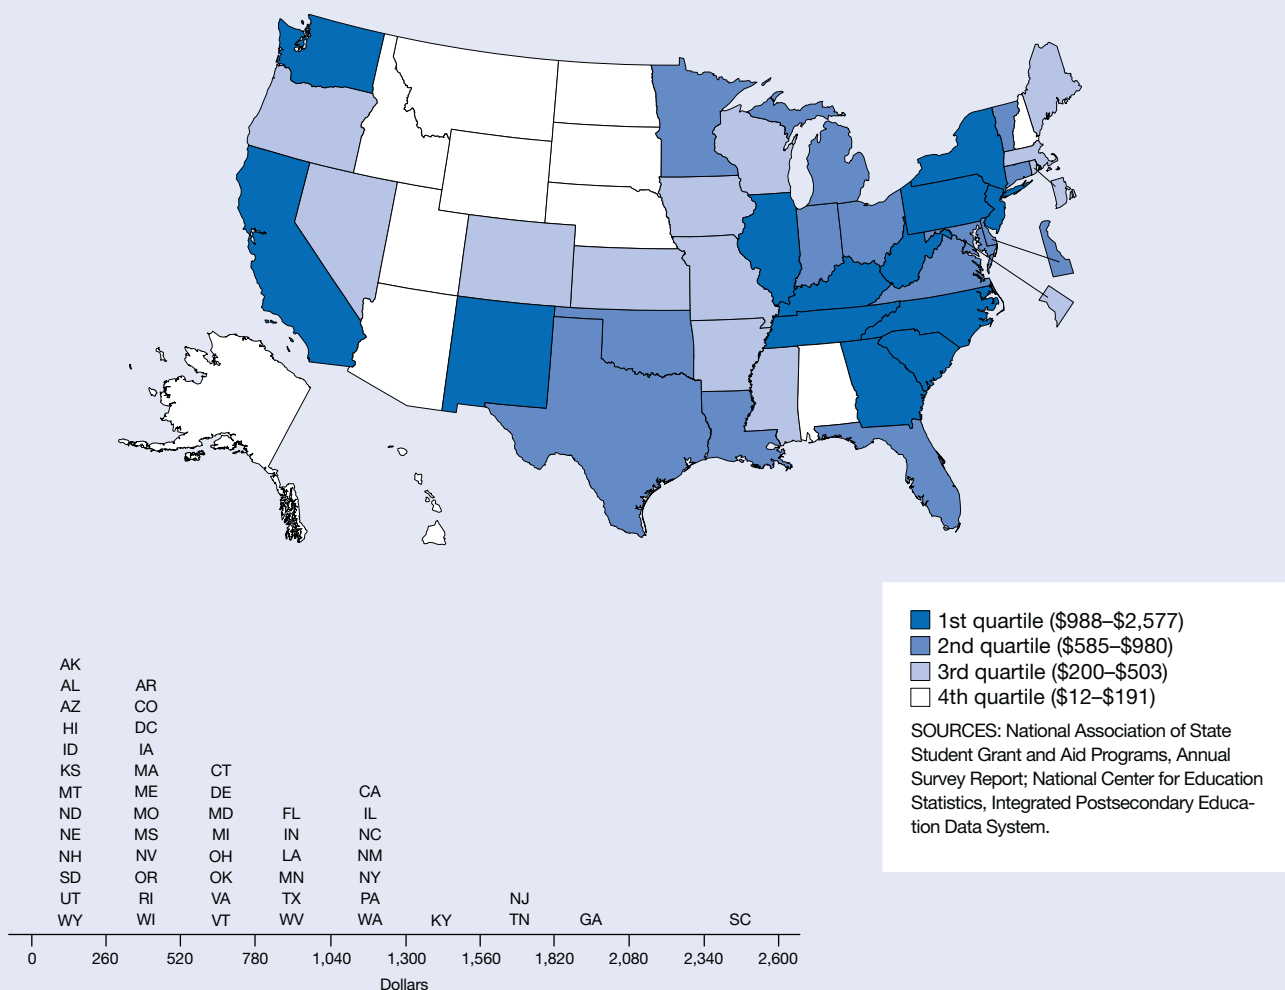 1st quartile ($988–$2,577)
2nd quartile ($585–$980)
3rd quartile ($200–$503)
4th quartile ($12–$191)
SOURCES: National Association of State
Student Grant and Aid Programs, Annual
Survey Report; National Center for Education
Statistics, Integrated Postsecondary Educa-
tion Data System.
AK
AL AR
AZ CO
HI DC
ID IA
KS MA CT
MT ME DE CA
ND MO MD FL IL
NE MS MI IN NC
NH NV OH LA NM
SD OR OK MN NY
UT RI VA TX PA NJ
WY WI VT WV WA KY TN GA SC
0 260 520 780 1,040 1,300 1,560 1,820 2,080 2,340 2,600
Dollars